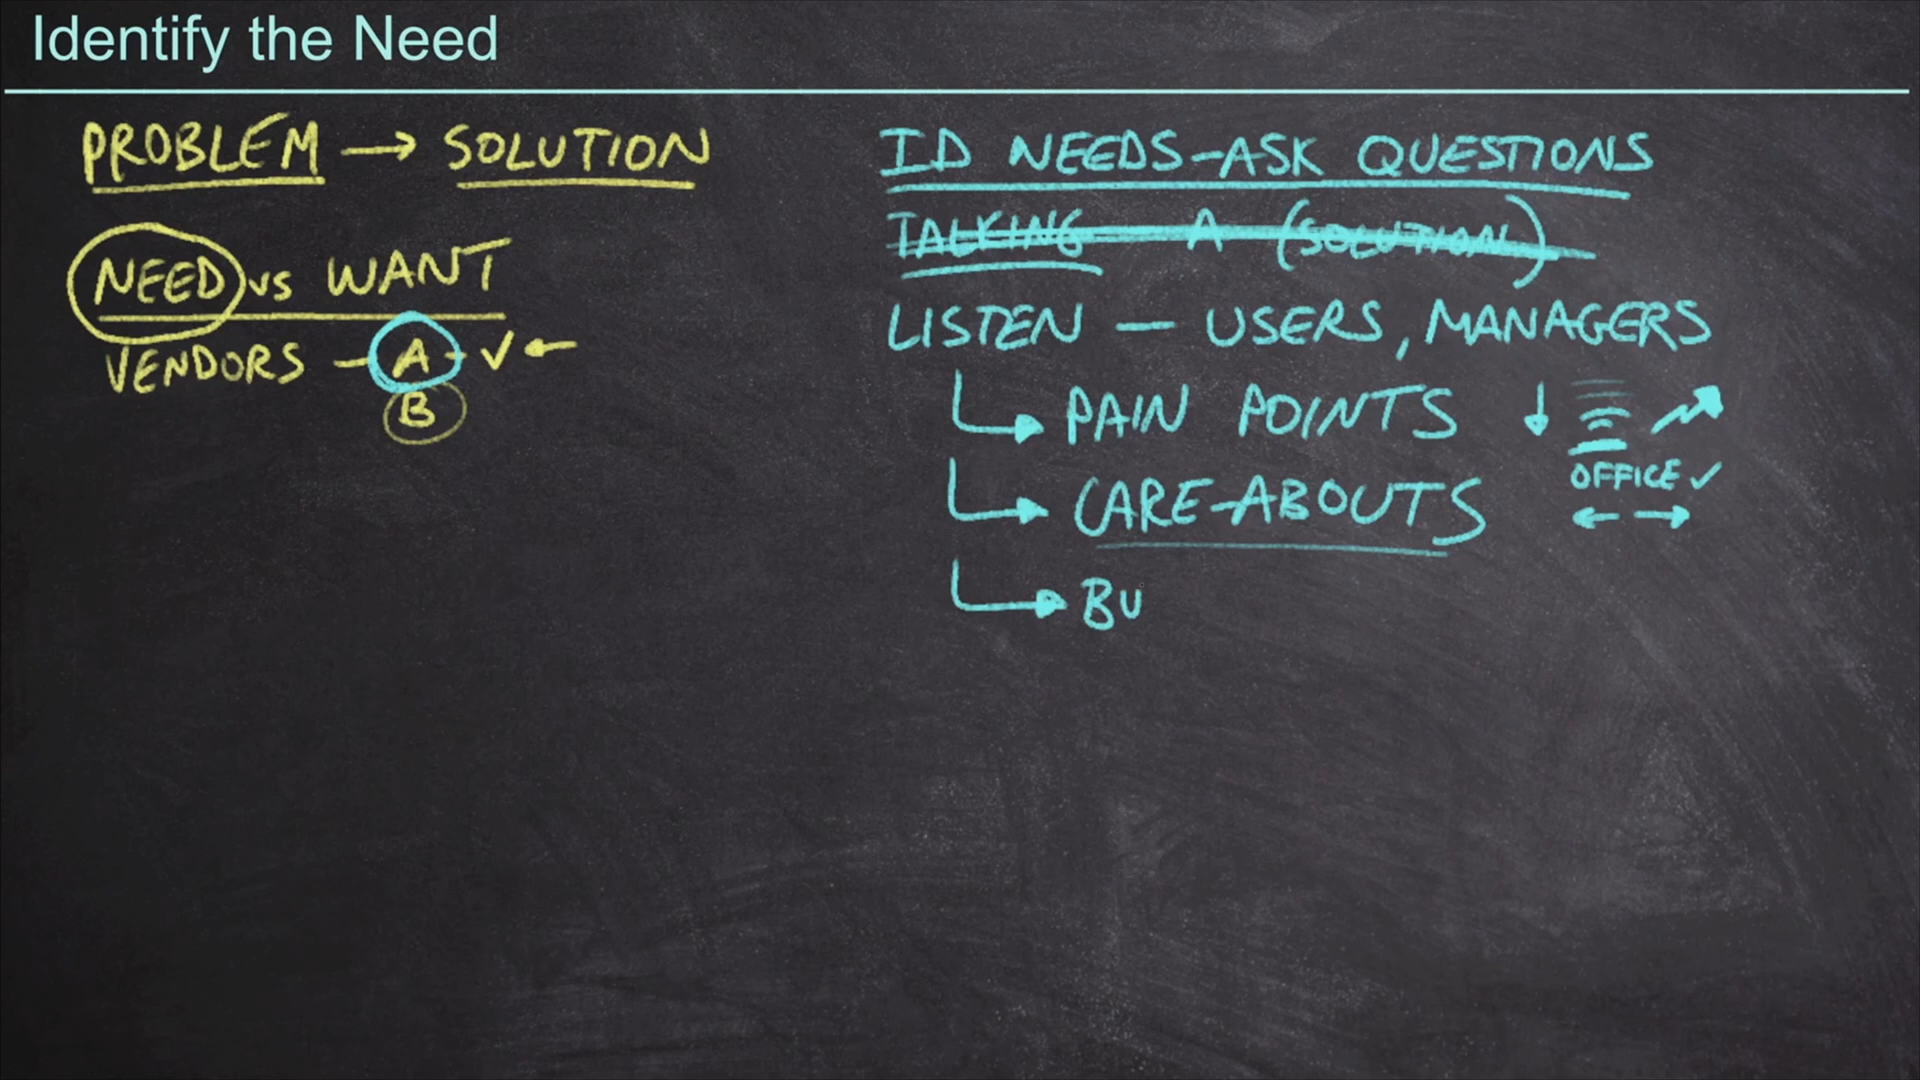 Identify the Need
PROBLEM → SOLUTION
NEED vs WANT
VENDORS - A - ✓ ←
B
ID NEEDS-ASK QUESTIONS
TALKING A (SOLUTION)
LISTEN — USERS, MANAGERS
PAIN POINTS
OFFICE ✓
CARE-ABOUTS
BU